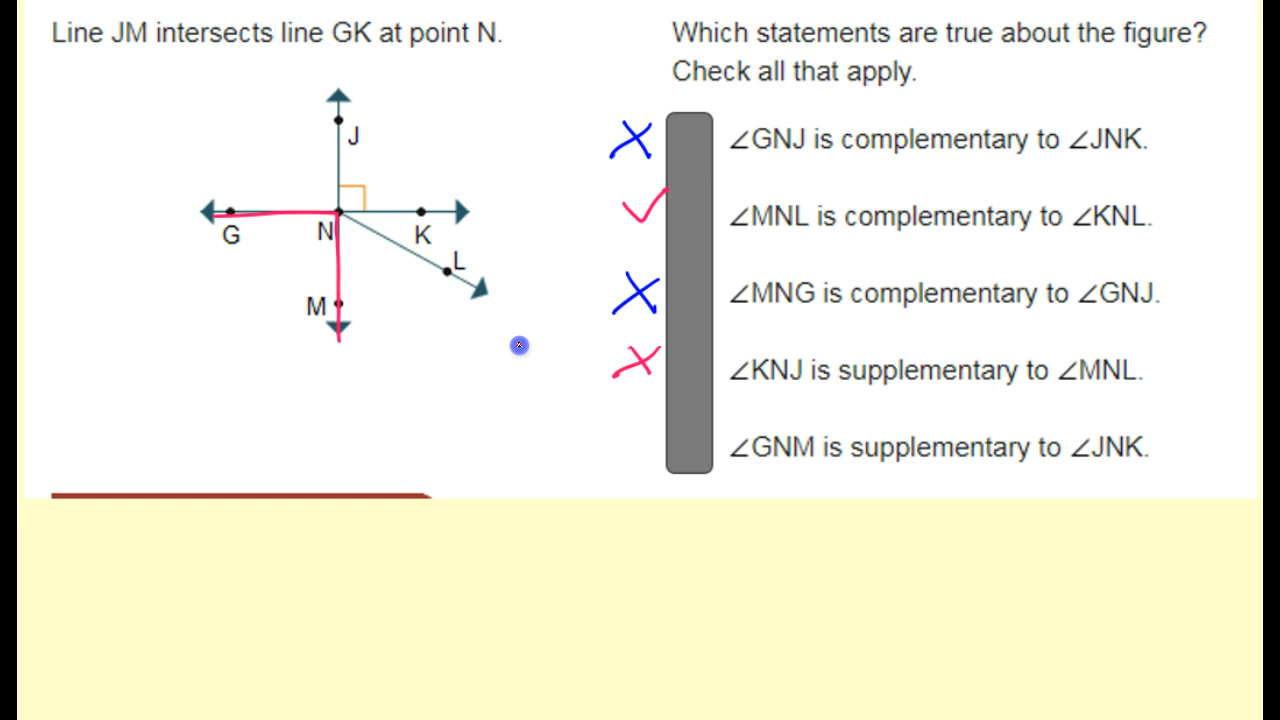 Line JM intersects line GK at point N.
J
G
N
K
L
M
Which statements are true about the figure?
Check all that apply.
∠GNJ is complementary to ∠JNK.
∠MNL is complementary to ∠KNL.
∠MNG is complementary to ∠GNJ.
∠KNJ is supplementary to ∠MNL.
∠GNM is supplementary to ∠JNK.